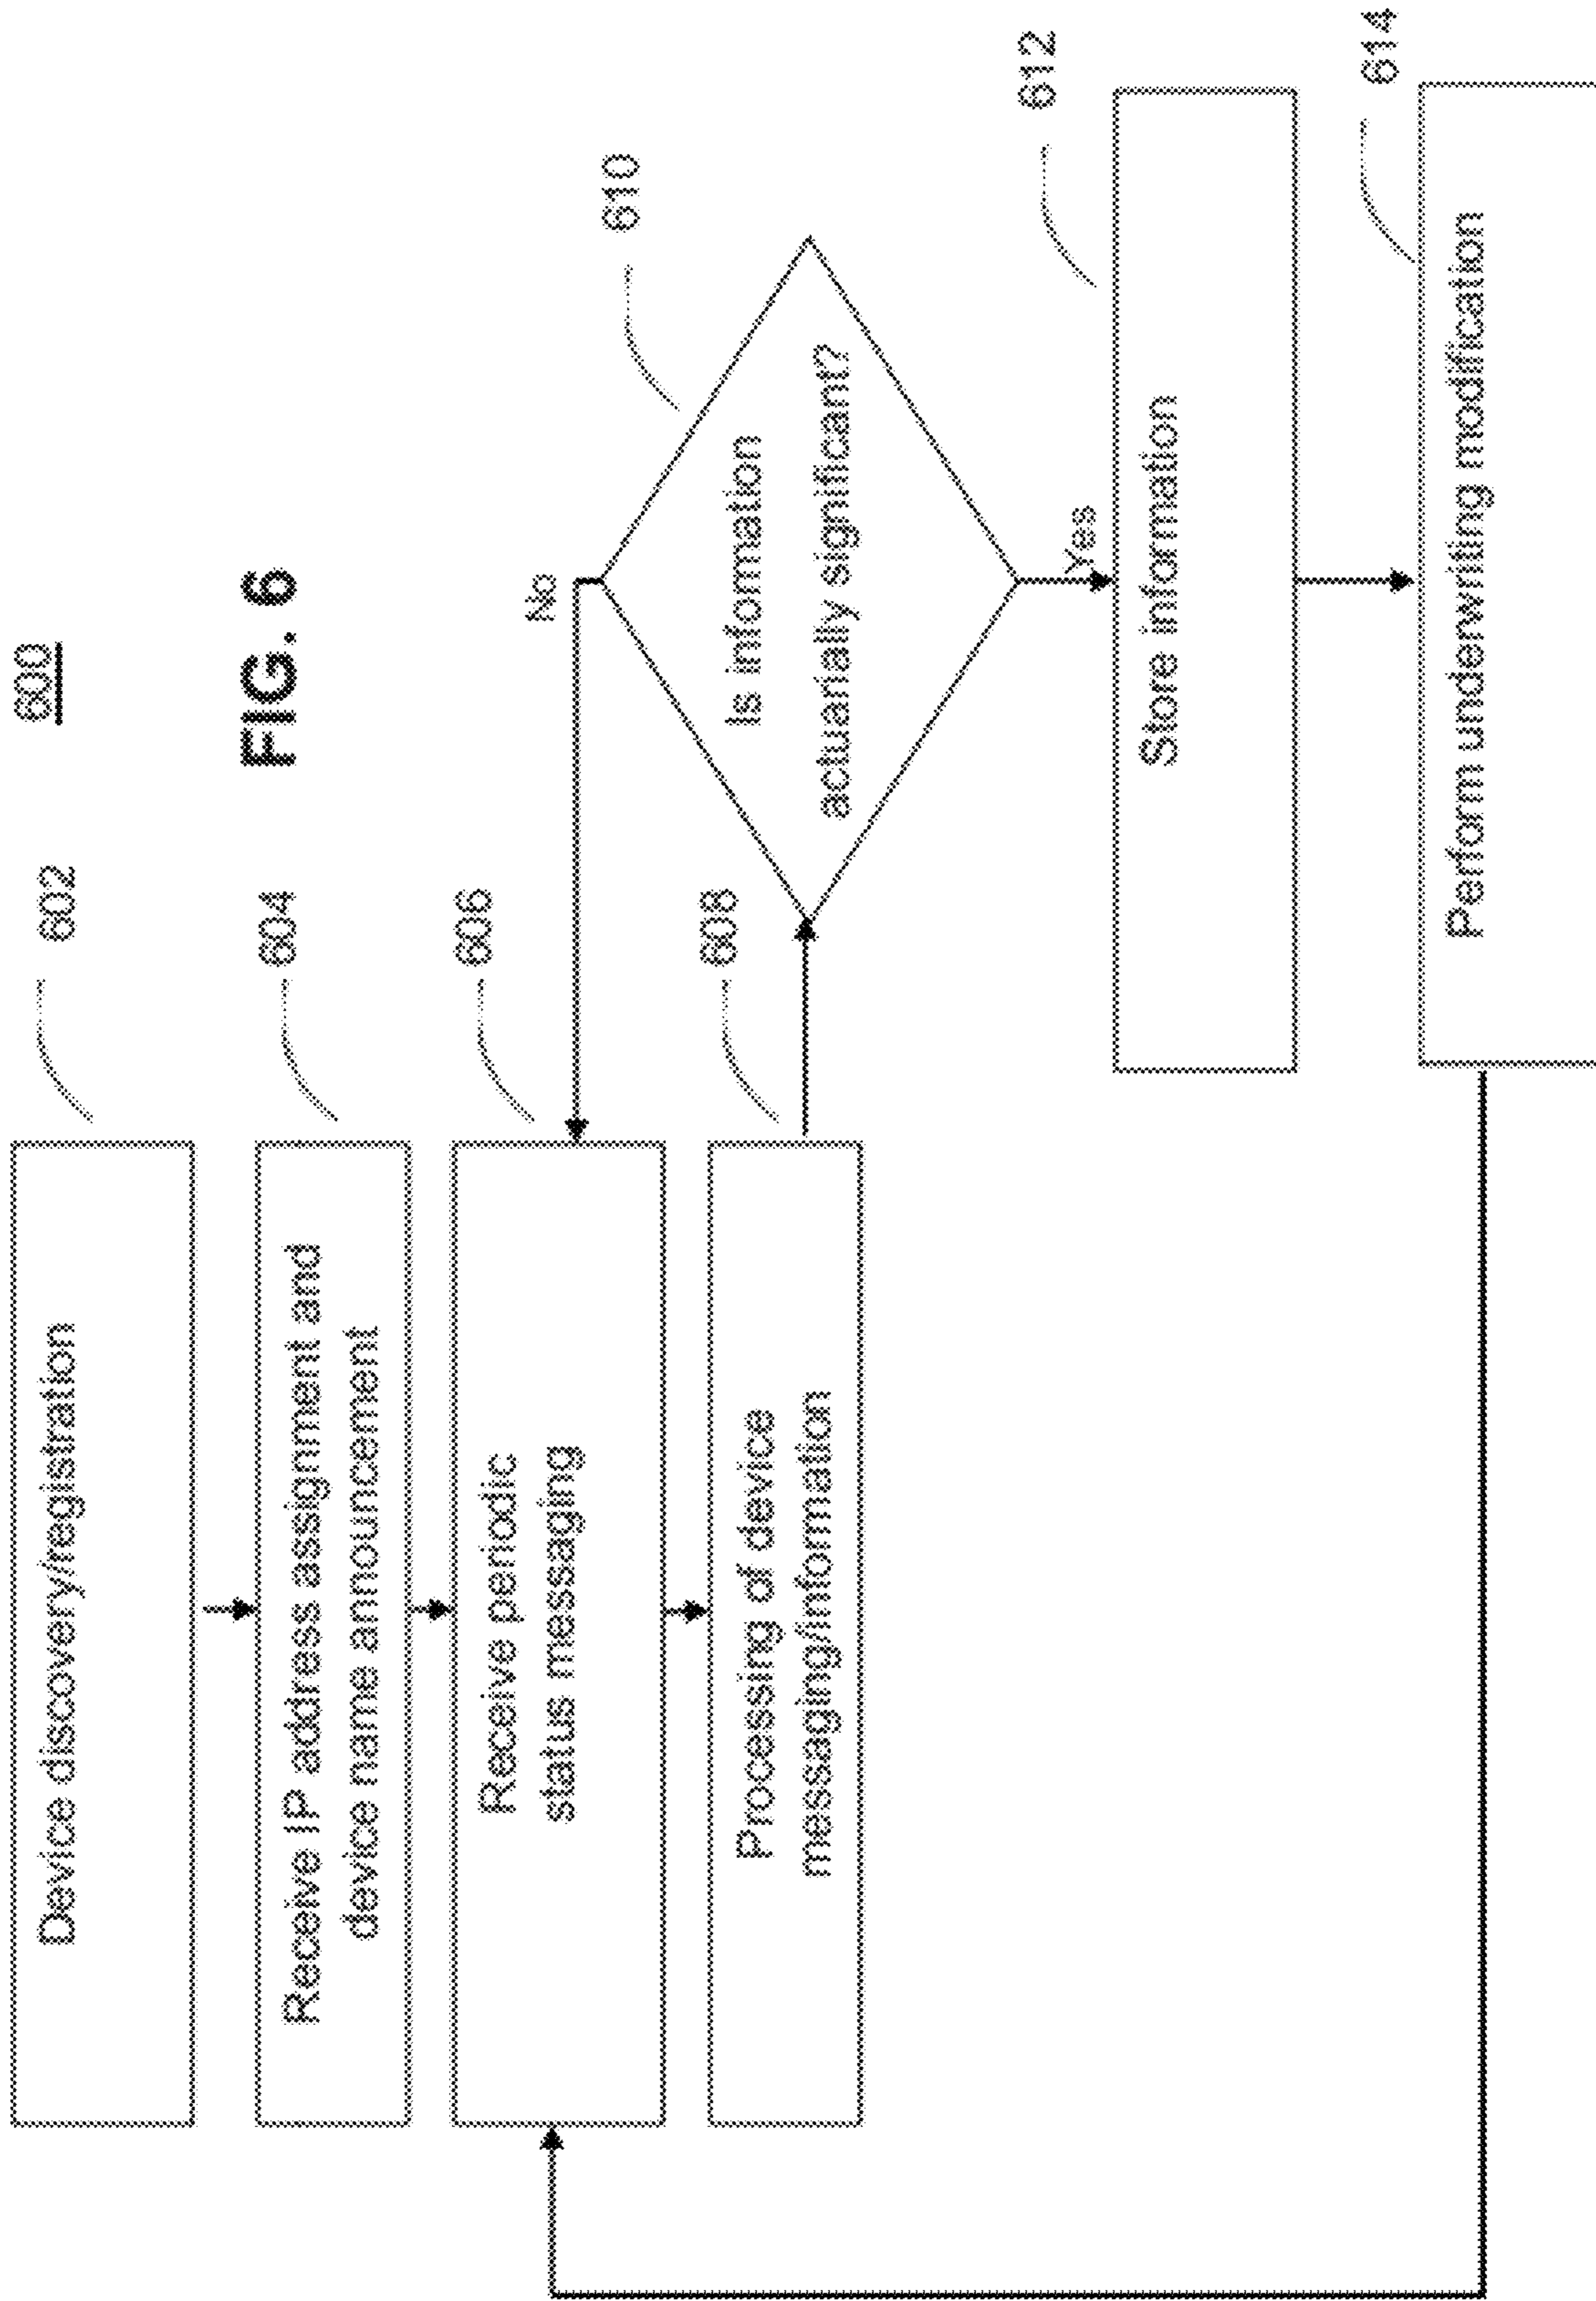 600
FIG. 6
602
Device discovery/registration
604
Receive IP address assignment and
device name announcement
606
Receive periodic
status messaging
608
Processing of device
messaging/information
610
Is information
actuarially significant?
No
Yes
612
Store information
614
Perform underwriting modification